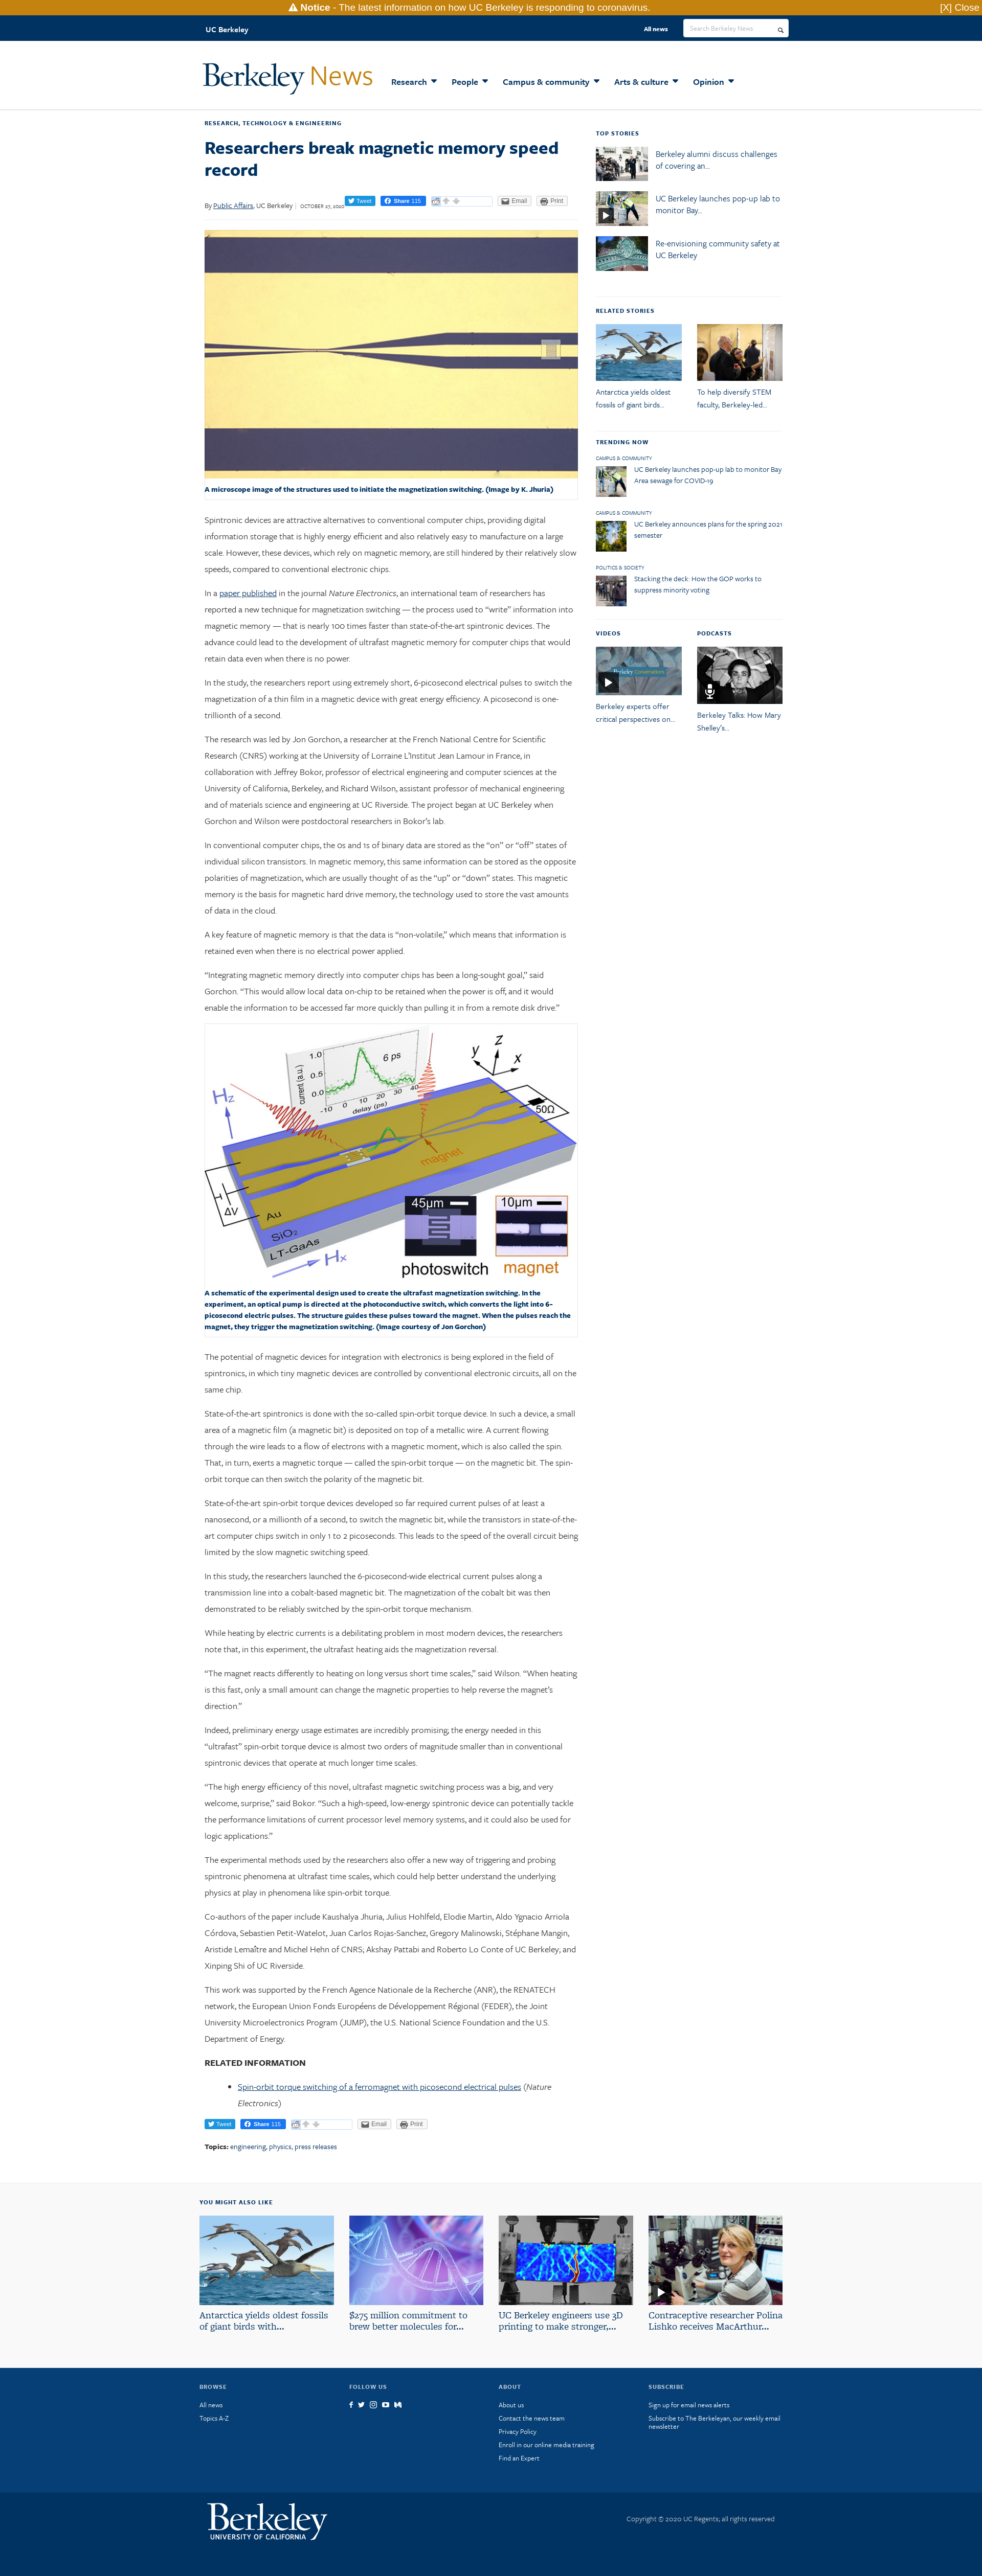 Notice - The latest information on how UC Berkeley is responding to coronavirus.
[X] Close
UC Berkeley
All news
Search Berkeley News
Berkeley News
Research
People
Campus & community
Arts & culture
Opinion
RESEARCH, TECHNOLOGY & ENGINEERING
Researchers break magnetic memory speed
record
By Public Affairs, UC Berkeley | OCTOBER 27, 2020
Tweet
Share 115
Email
Print
A microscope image of the structures used to initiate the magnetization switching. (Image by K. Jhuria)
Spintronic devices are attractive alternatives to conventional computer chips, providing digital
information storage that is highly energy efficient and also relatively easy to manufacture on a large
scale. However, these devices, which rely on magnetic memory, are still hindered by their relatively slow
speeds, compared to conventional electronic chips.
In a paper published in the journal Nature Electronics, an international team of researchers has
reported a new technique for magnetization switching — the process used to “write” information into
magnetic memory — that is nearly 100 times faster than state-of-the-art spintronic devices. The
advance could lead to the development of ultrafast magnetic memory for computer chips that would
retain data even when there is no power.
In the study, the researchers report using extremely short, 6-picosecond electrical pulses to switch the
magnetization of a thin film in a magnetic device with great energy efficiency. A picosecond is one-
trillionth of a second.
The research was led by Jon Gorchon, a researcher at the French National Centre for Scientific
Research (CNRS) working at the University of Lorraine L’Institut Jean Lamour in France, in
collaboration with Jeffrey Bokor, professor of electrical engineering and computer sciences at the
University of California, Berkeley, and Richard Wilson, assistant professor of mechanical engineering
and of materials science and engineering at UC Riverside. The project began at UC Berkeley when
Gorchon and Wilson were postdoctoral researchers in Bokor’s lab.
In conventional computer chips, the 0s and 1s of binary data are stored as the “on” or “off” states of
individual silicon transistors. In magnetic memory, this same information can be stored as the opposite
polarities of magnetization, which are usually thought of as the “up” or “down” states. This magnetic
memory is the basis for magnetic hard drive memory, the technology used to store the vast amounts
of data in the cloud.
A key feature of magnetic memory is that the data is “non-volatile,” which means that information is
retained even when there is no electrical power applied.
“Integrating magnetic memory directly into computer chips has been a long-sought goal,” said
Gorchon. “This would allow local data on-chip to be retained when the power is off, and it would
enable the information to be accessed far more quickly than pulling it in from a remote disk drive.”
current (a.u.)
1.0
0.5
0.0
6 ps
-10 0 10 20 30
delay (ps)
Z
y
x
Hz
50Ω
ΔV
Au
SiO2
LT-GaAs
45μm
10μm
photoswitch
magnet
A schematic of the experimental design used to create the ultrafast magnetization switching. In the
experiment, an optical pump is directed at the photoconductive switch, which converts the light into 6-
picosecond electric pulses. The structure guides these pulses toward the magnet. When the pulses reach the
magnet, they trigger the magnetization switching. (Image courtesy of Jon Gorchon)
The potential of magnetic devices for integration with electronics is being explored in the field of
spintronics, in which tiny magnetic devices are controlled by conventional electronic circuits, all on the
same chip.
State-of-the-art spintronics is done with the so-called spin-orbit torque device. In such a device, a small
area of a magnetic film (a magnetic bit) is deposited on top of a metallic wire. A current flowing
through the wire leads to a flow of electrons with a magnetic moment, which is also called the spin.
That, in turn, exerts a magnetic torque — called the spin-orbit torque — on the magnetic bit. The spin-
orbit torque can then switch the polarity of the magnetic bit.
State-of-the-art spin-orbit torque devices developed so far required current pulses of at least a
nanosecond, or a millionth of a second, to switch the magnetic bit, while the transistors in state-of-the-
art computer chips switch in only 1 to 2 picoseconds. This leads to the speed of the overall circuit being
limited by the slow magnetic switching speed.
In this study, the researchers launched the 6-picosecond-wide electrical current pulses along a
transmission line into a cobalt-based magnetic bit. The magnetization of the cobalt bit was then
demonstrated to be reliably switched by the spin-orbit torque mechanism.
While heating by electric currents is a debilitating problem in most modern devices, the researchers
note that, in this experiment, the ultrafast heating aids the magnetization reversal.
“The magnet reacts differently to heating on long versus short time scales,” said Wilson. “When heating
is this fast, only a small amount can change the magnetic properties to help reverse the magnet’s
direction.”
Indeed, preliminary energy usage estimates are incredibly promising; the energy needed in this
“ultrafast” spin-orbit torque device is almost two orders of magnitude smaller than in conventional
spintronic devices that operate at much longer time scales.
“The high energy efficiency of this novel, ultrafast magnetic switching process was a big, and very
welcome, surprise,” said Bokor. “Such a high-speed, low-energy spintronic device can potentially tackle
the performance limitations of current processor level memory systems, and it could also be used for
logic applications.”
The experimental methods used by the researchers also offer a new way of triggering and probing
spintronic phenomena at ultrafast time scales, which could help better understand the underlying
physics at play in phenomena like spin-orbit torque.
Co-authors of the paper include Kaushalya Jhuria, Julius Hohlfeld, Elodie Martin, Aldo Ygnacio Arriola
Córdova, Sebastien Petit-Watelot, Juan Carlos Rojas-Sanchez, Gregory Malinowski, Stéphane Mangin,
Aristide Lemaître and Michel Hehn of CNRS; Akshay Pattabi and Roberto Lo Conte of UC Berkeley; and
Xinping Shi of UC Riverside.
This work was supported by the French Agence Nationale de la Recherche (ANR), the RENATECH
network, the European Union Fonds Européens de Développement Régional (FEDER), the Joint
University Microelectronics Program (JUMP), the U.S. National Science Foundation and the U.S.
Department of Energy.
RELATED INFORMATION
Spin-orbit torque switching of a ferromagnet with picosecond electrical pulses (Nature
Electronics)
Tweet
Share 115
Email
Print
Topics: engineering, physics, press releases
TOP STORIES
Berkeley alumni discuss challenges
of covering an...
UC Berkeley launches pop-up lab to
monitor Bay...
Re-envisioning community safety at
UC Berkeley
RELATED STORIES
Antarctica yields oldest
fossils of giant birds...
To help diversify STEM
faculty, Berkeley-led...
TRENDING NOW
CAMPUS & COMMUNITY
UC Berkeley launches pop-up lab to monitor Bay
Area sewage for COVID-19
CAMPUS & COMMUNITY
UC Berkeley announces plans for the spring 2021
semester
POLITICS & SOCIETY
Stacking the deck: How the GOP works to
suppress minority voting
VIDEOS
Berkeley Conversations
Berkeley experts offer
critical perspectives on...
PODCASTS
Berkeley Talks: How Mary
Shelley’s...
YOU MIGHT ALSO LIKE
Antarctica yields oldest fossils
of giant birds with...
$275 million commitment to
brew better molecules for...
UC Berkeley engineers use 3D
printing to make stronger,...
Contraceptive researcher Polina
Lishko receives MacArthur...
BROWSE
All news
Topics A-Z
FOLLOW US
ABOUT
About us
Contact the news team
Privacy Policy
Enroll in our online media training
Find an Expert
SUBSCRIBE
Sign up for email news alerts
Subscribe to The Berkeleyan, our weekly email
newsletter
Berkeley
UNIVERSITY OF CALIFORNIA
Copyright © 2020 UC Regents; all rights reserved